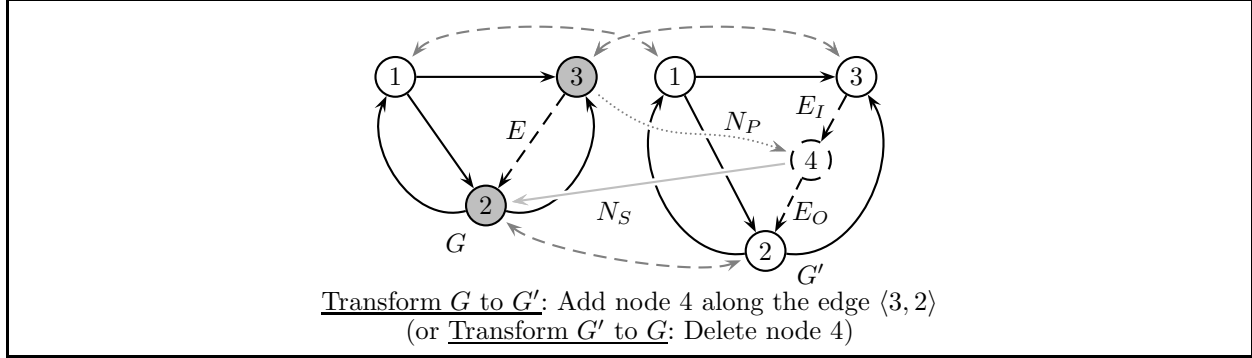 1 3 1 3
E N_P E_I
4
2 N_S E_O
G 2
G′
Transform G to G′: Add node 4 along the edge ⟨3, 2⟩
(or Transform G′ to G: Delete node 4)